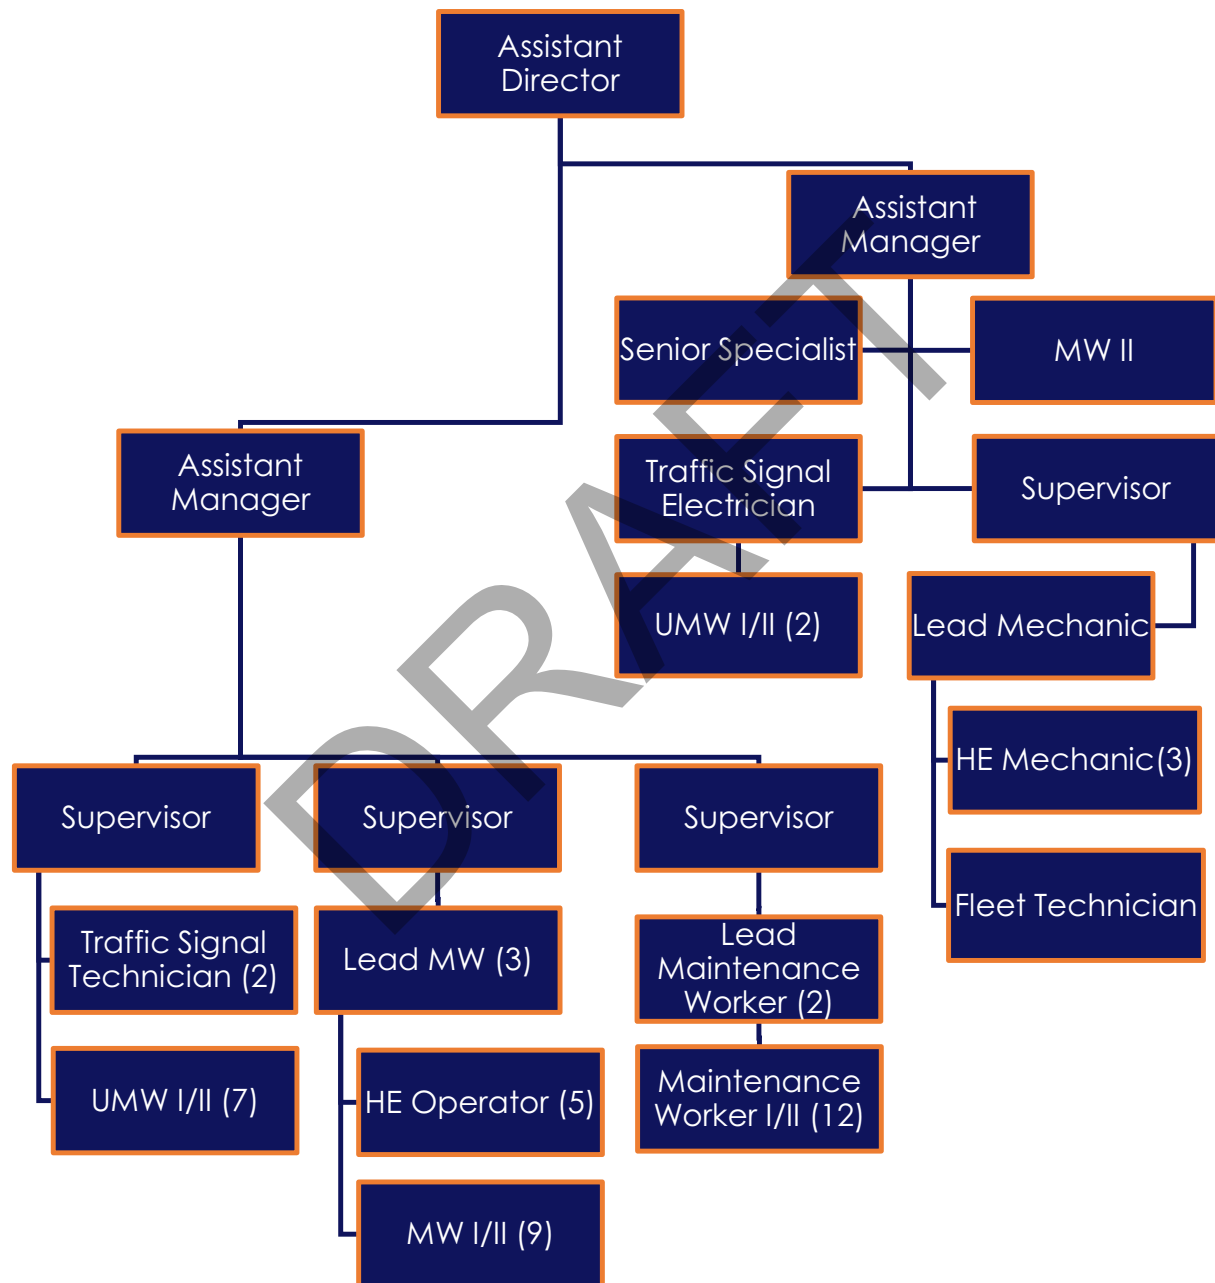 Assistant
Director
Assistant
Manager
Senior Specialist
MW II
Assistant
Manager
Traffic Signal
Electrician
Supervisor
UMW I/II (2)
Lead Mechanic
HE Mechanic(3)
Supervisor
Supervisor
Supervisor
Fleet Technician
Traffic Signal
Technician (2)
Lead MW (3)
Lead
Maintenance
Worker (2)
UMW I/II (7)
HE Operator (5)
Maintenance
Worker I/II (12)
MW I/II (9)
DRAFT